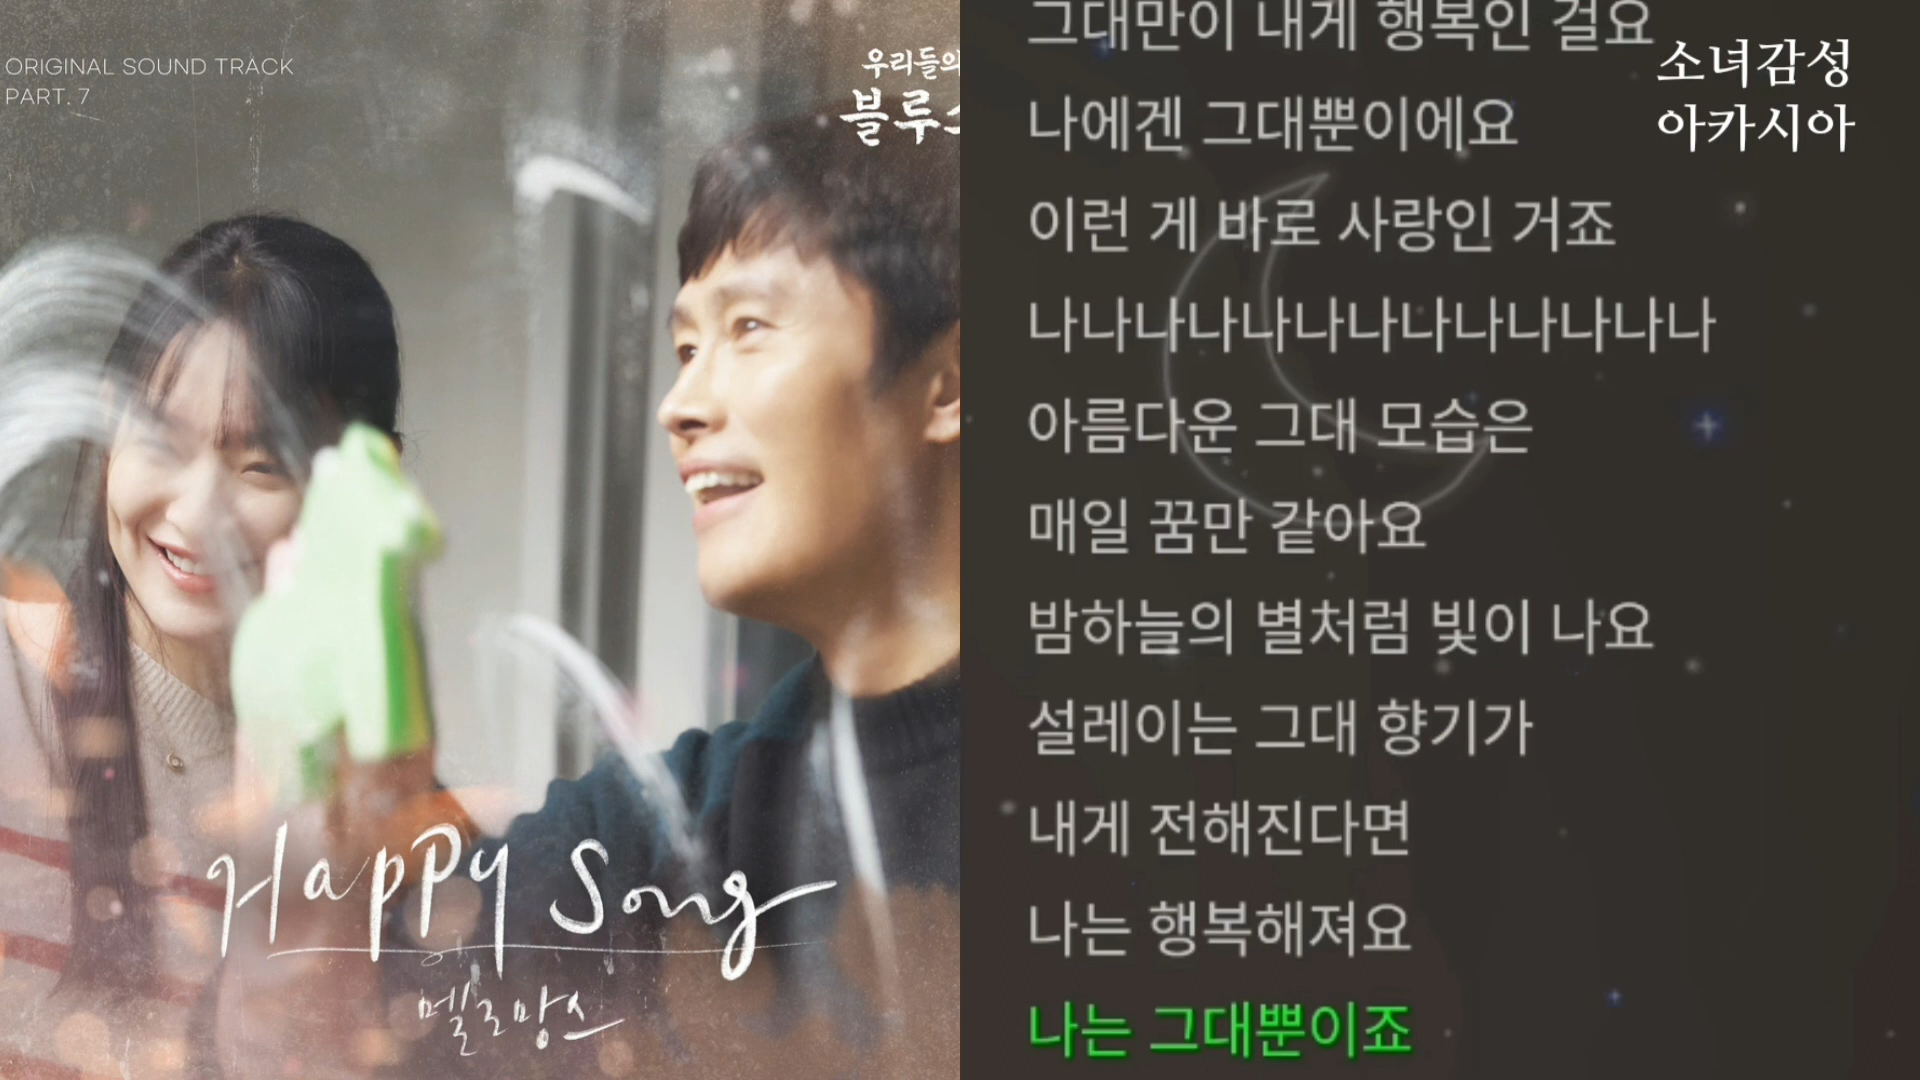 ORIGINAL SOUND TRACK
PART. 7
우리들의
블루스
Happy Song
멜로망스
소녀감성
아카시아
그대만이 내게 행복인 걸요
나에겐 그대뿐이에요
이런 게 바로 사랑인 거죠
나나나나나나나나나나나나나
아름다운 그대 모습은
매일 꿈만 같아요
밤하늘의 별처럼 빛이 나요
설레이는 그대 향기가
내게 전해진다면
나는 행복해져요
나는 그대뿐이죠